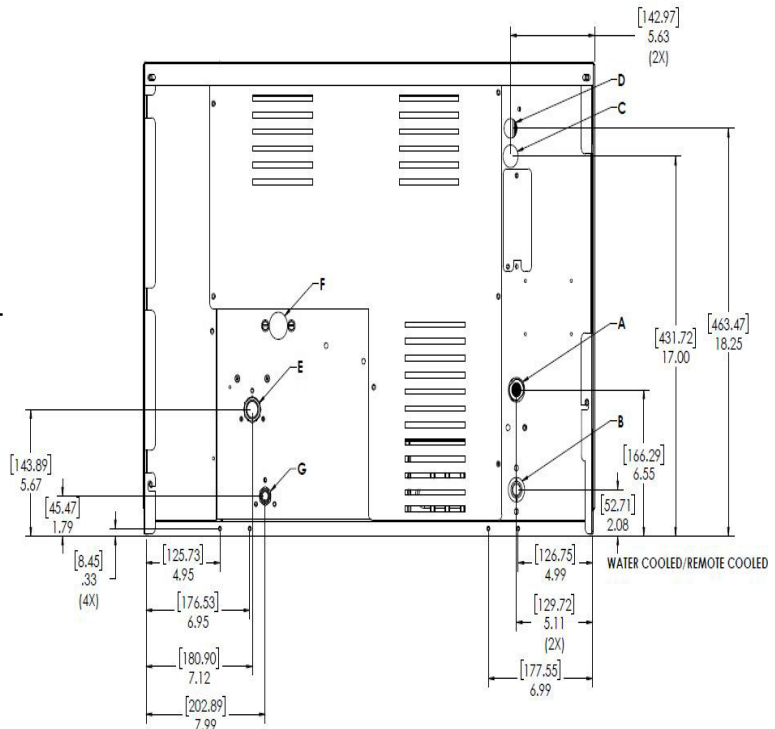 [142.97]
5.63
(2X)
D
C
F
A
E
B
G
[463.47]
18.25
[431.72]
17.00
[166.29]
6.55
[52.71]
2.08
[143.89]
5.67
[45.47]
1.79
[8.45]
.33
(4X)
[125.73]
4.95
[176.53]
6.95
[180.90]
7.12
[202.89]
7.99
[126.75]
4.99
WATER COOLED/REMOTE COOLED
[129.72]
5.11
(2X)
[177.55]
6.99